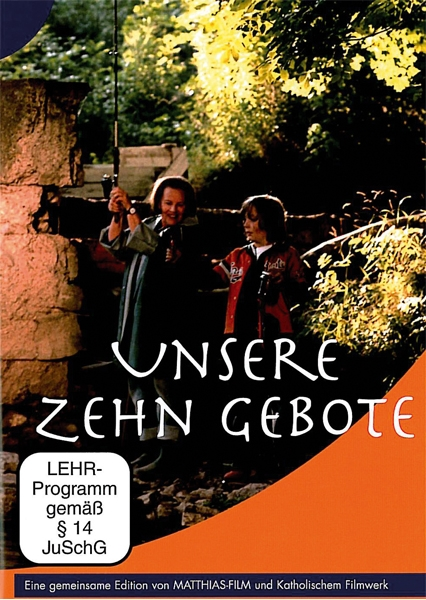 UNSERE
ZEHN GEBOTE
LEHR-
Programm
gemäß
§ 14
JuSchG
Eine gemeinsame Edition von MATTHIAS-FILM und Katholischem Filmwerk